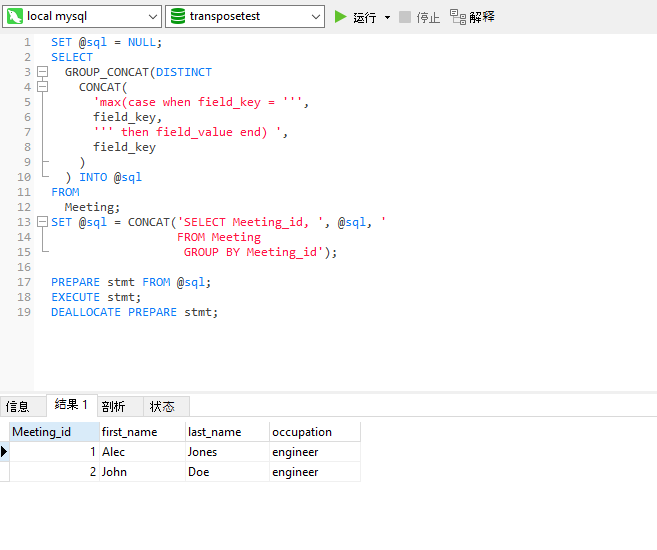 local mysql transposetest 运行 停止 解释
1 SET @sql = NULL;
2 SELECT
3 GROUP_CONCAT(DISTINCT
4 CONCAT(
5 'max(case when field_key = ''',
6 field_key,
7 ''' then field_value end) ',
8 field_key
9 )
10 ) INTO @sql
11 FROM
12 Meeting;
13 SET @sql = CONCAT('SELECT Meeting_id, ', @sql, '
14 FROM Meeting
15 GROUP BY Meeting_id');
16
17 PREPARE stmt FROM @sql;
18 EXECUTE stmt;
19 DEALLOCATE PREPARE stmt;
信息 结果 1 剖析 状态
Meeting_id first_name last_name occupation
1 Alec Jones engineer
2 John Doe engineer